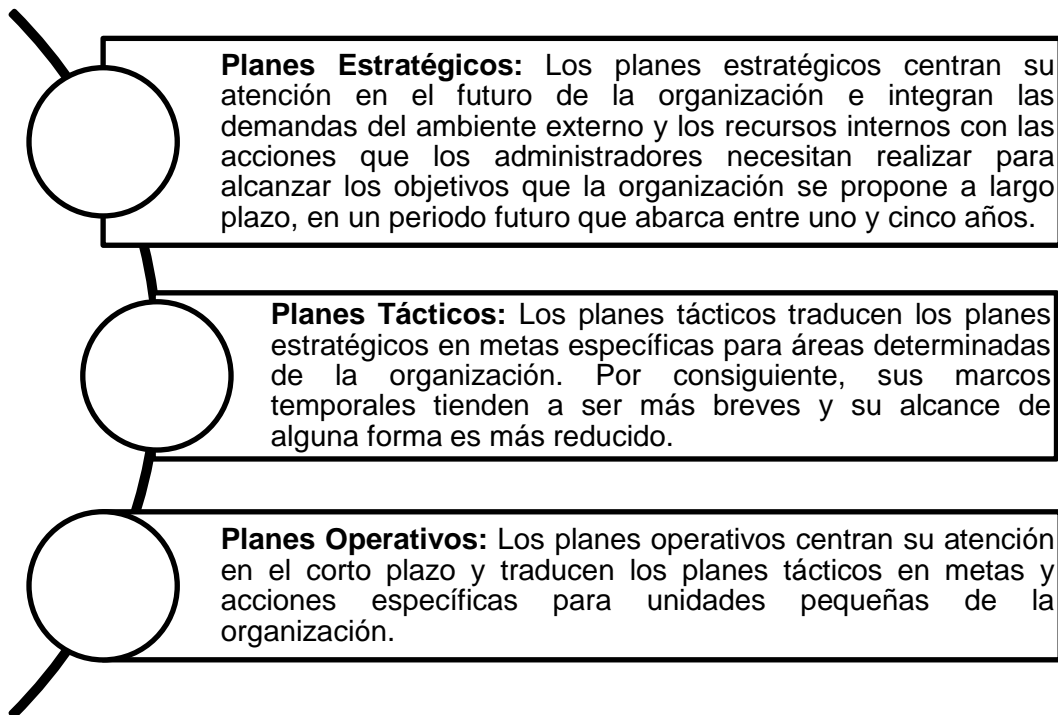 Planes Estratégicos: Los planes estratégicos centran su
atención en el futuro de la organización e integran las
demandas del ambiente externo y los recursos internos con las
acciones que los administradores necesitan realizar para
alcanzar los objetivos que la organización se propone a largo
plazo, en un periodo futuro que abarca entre uno y cinco años.
Planes Tácticos: Los planes tácticos traducen los planes
estratégicos en metas específicas para áreas determinadas
de la organización. Por consiguiente, sus marcos
temporales tienden a ser más breves y su alcance de
alguna forma es más reducido.
Planes Operativos: Los planes operativos centran su atención
en el corto plazo y traducen los planes tácticos en metas y
acciones específicas para unidades pequeñas de la
organización.